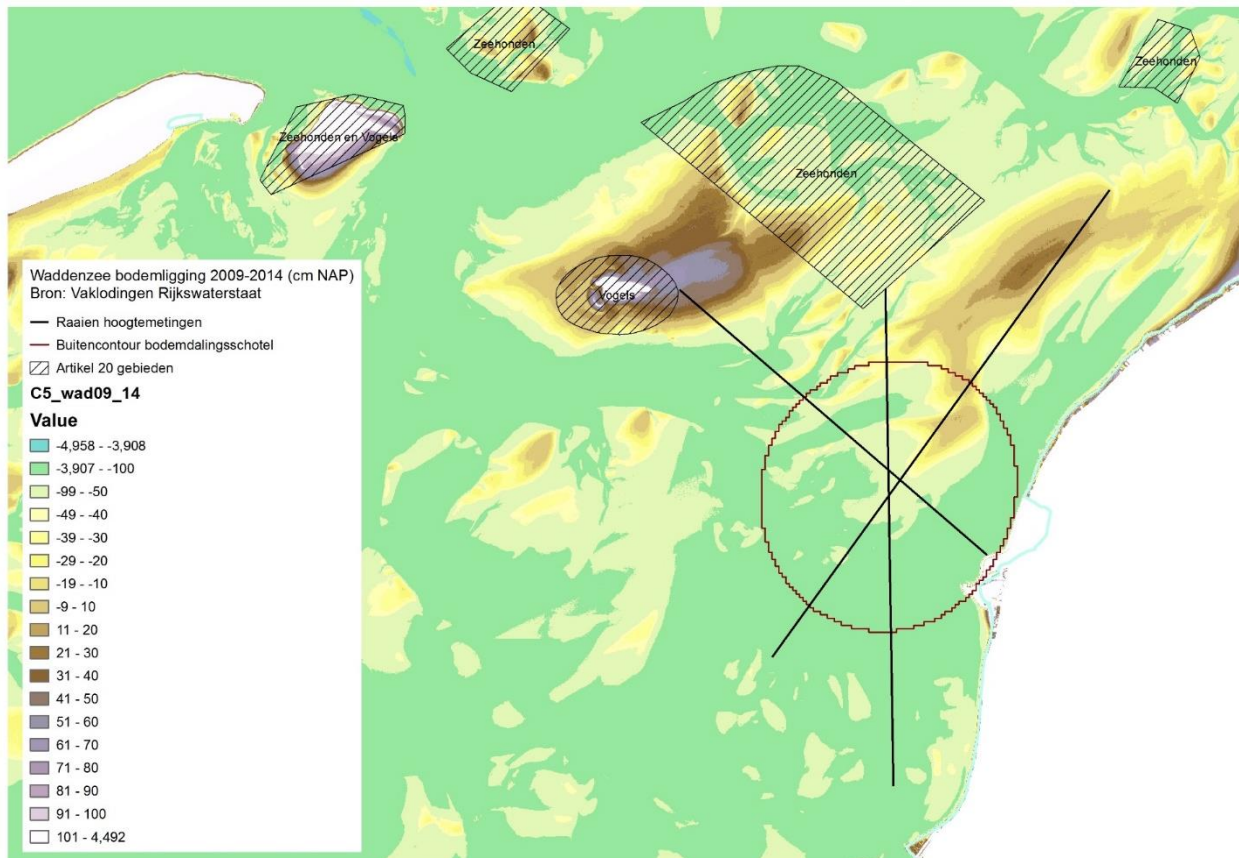 Zeehonden
Zeehonden
Zeehonden en Vogels
Zeehonden
Vogels
Waddenzee bodemligging 2009-2014 (cm NAP)
Bron: Vaklodingen Rijkswaterstaat
Raaien hoogtemetingen
Buitencontour bodemdalingsschotel
Artikel 20 gebieden
C5_wad09_14
Value
-4,958 - -3,908
-3,907 - -100
-99 - -50
-49 - -40
-39 - -30
-29 - -20
-19 - -10
-9 - 10
11 - 20
21 - 30
31 - 40
41 - 50
51 - 60
61 - 70
71 - 80
81 - 90
91 - 100
101 - 4,492